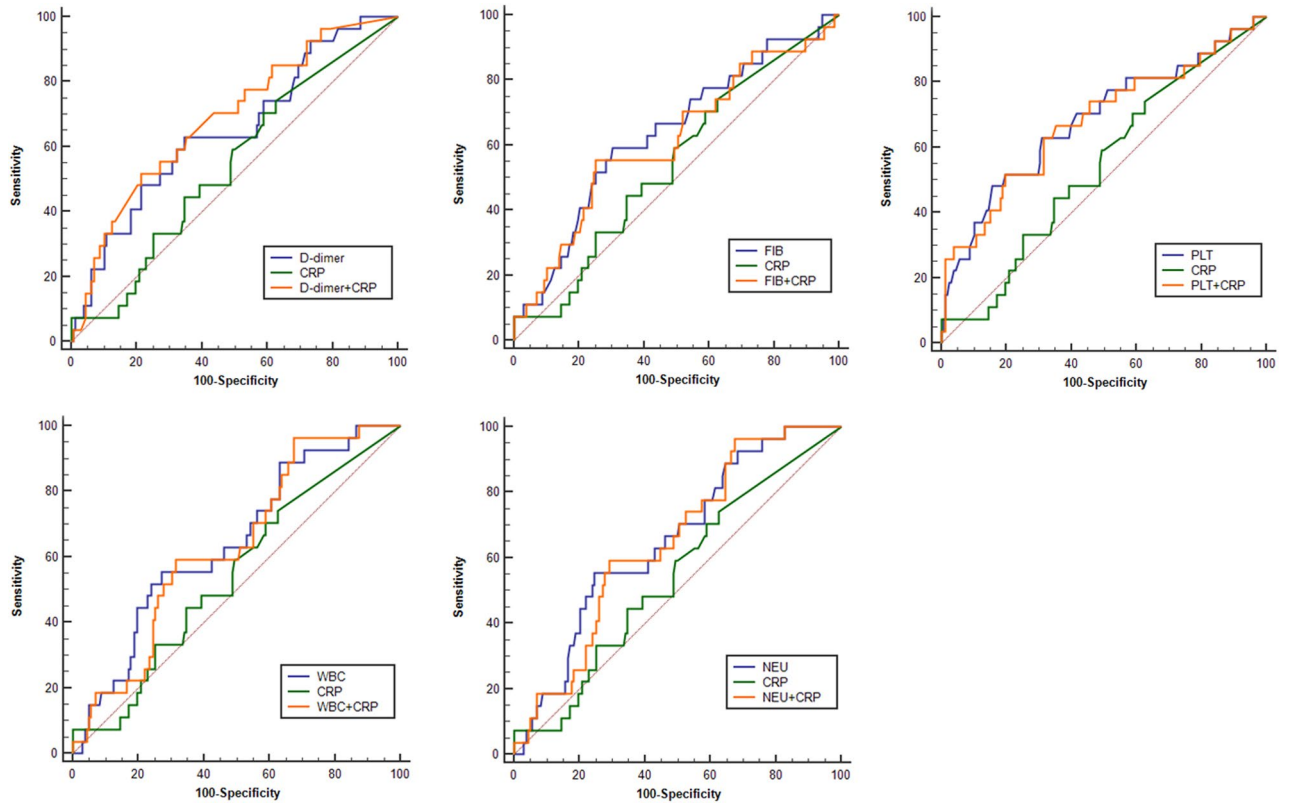 100
80
60
40
20
0
Sensitivity
D-dimer
CRP
D-dimer+CRP
0 20 40 60 80 100
100-Specificity
100
80
60
40
20
0
Sensitivity
FIB
CRP
FIB+CRP
0 20 40 60 80 100
100-Specificity
100
80
60
40
20
0
Sensitivity
PLT
CRP
PLT+CRP
0 20 40 60 80 100
100-Specificity
100
80
60
40
20
0
Sensitivity
WBC
CRP
WBC+CRP
0 20 40 60 80 100
100-Specificity
100
80
60
40
20
0
Sensitivity
NEU
CRP
NEU+CRP
0 20 40 60 80 100
100-Specificity